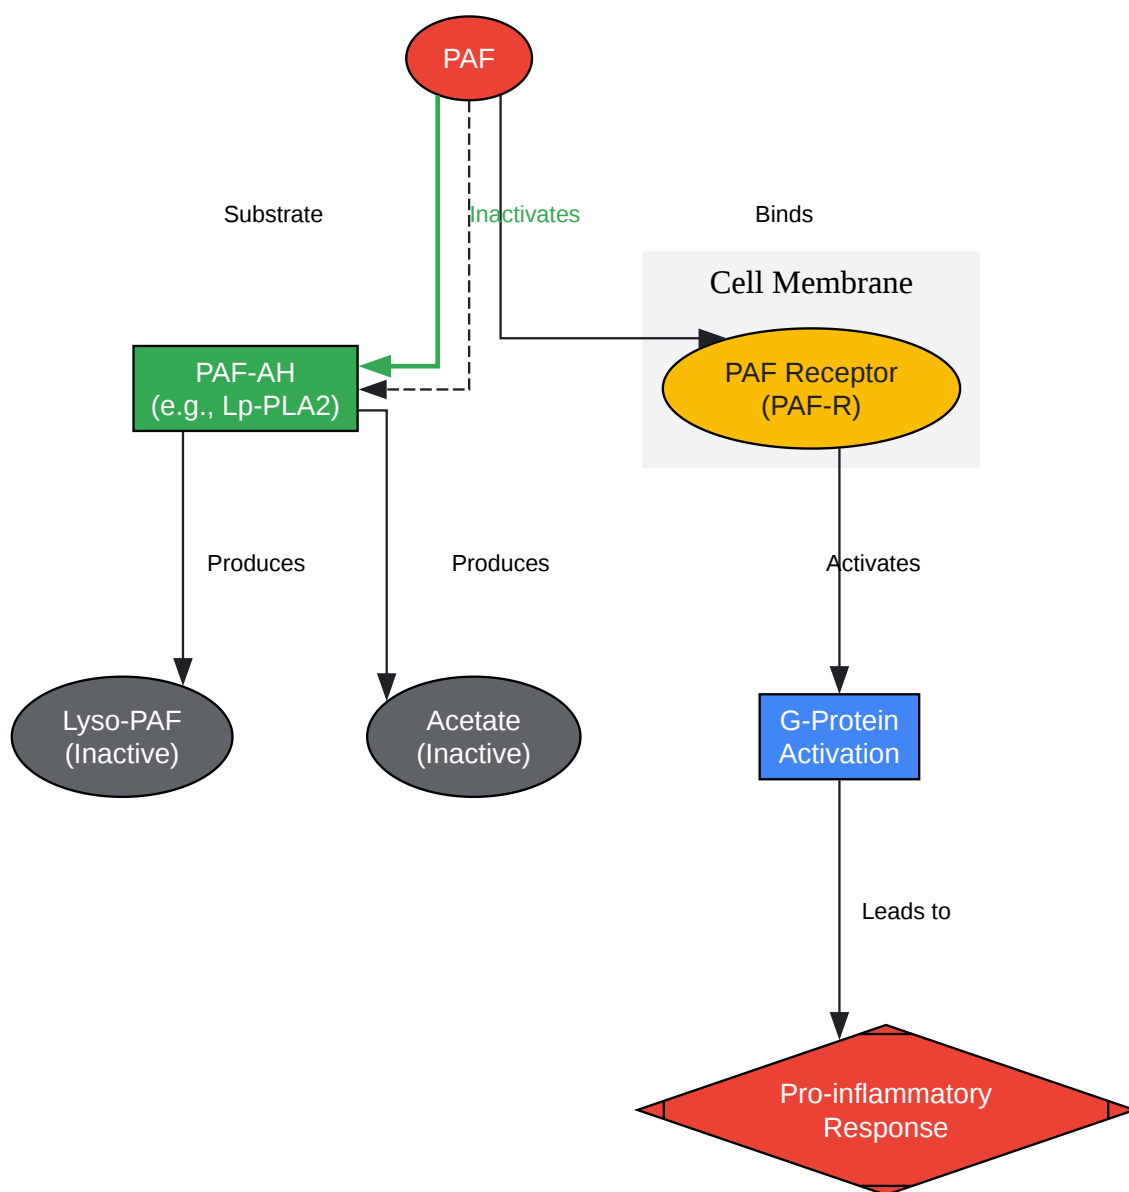 PAF
Substrate
Inactivates
Binds
Cell Membrane
PAF-AH
(e.g., Lp-PLA2)
PAF Receptor
(PAF-R)
Produces
Produces
Activates
Lyso-PAF
(Inactive)
Acetate
(Inactive)
G-Protein
Activation
Leads to
Pro-inflammatory
Response